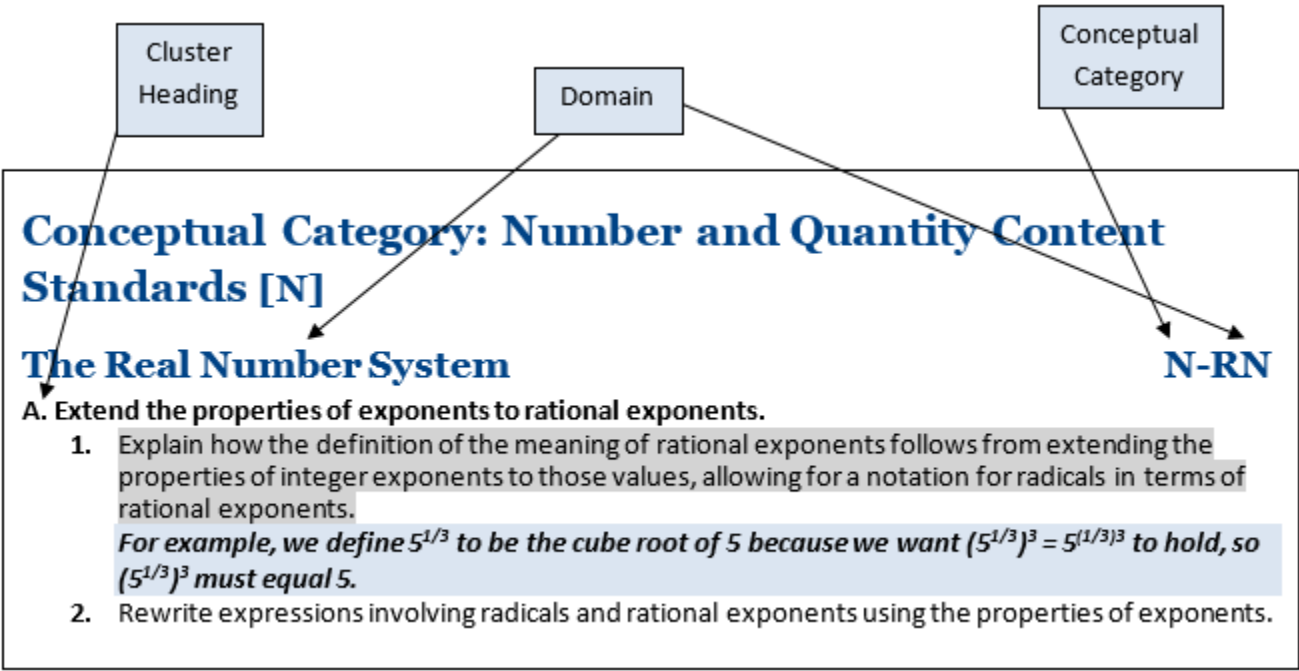 Cluster
Heading
Domain
Conceptual
Category
Conceptual Category: Number and Quantity Content
Standards [N]
The Real Number System N-RN
A. Extend the properties of exponents to rational exponents.
1. Explain how the definition of the meaning of rational exponents follows from extending the
properties of integer exponents to those values, allowing for a notation for radicals in terms of
rational exponents.
For example, we define 5^{1/3} to be the cube root of 5 because we want (5^{1/3})^3 = 5^{(1/3)3} to hold, so
(5^{1/3})^3 must equal 5.
2. Rewrite expressions involving radicals and rational exponents using the properties of exponents.